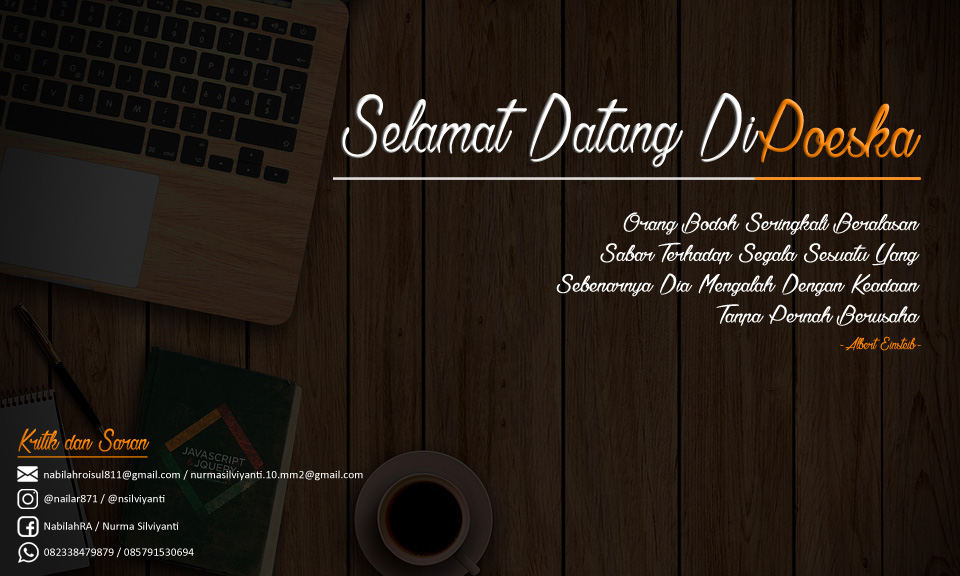 Selamat Datang DiPoeska
Orang Bodoh Seringkali Beralasan
Sabar Terhadap Segala Sesuatu Yang
Sebenarnya Dia Mengalah Dengan Keadaan
Tanpa Pernah Berusaha
-Albert Einsteib-
JAVASCRIPT
JQUERY
Kritik dan Saran
nabilahroisul811@gmail.com / nurmasilviyanti.10.mm2@gmail.com
@nailar871 / @nsilviyanti
NabilahRA / Nurma Silviyanti
082338479879 / 085791530694